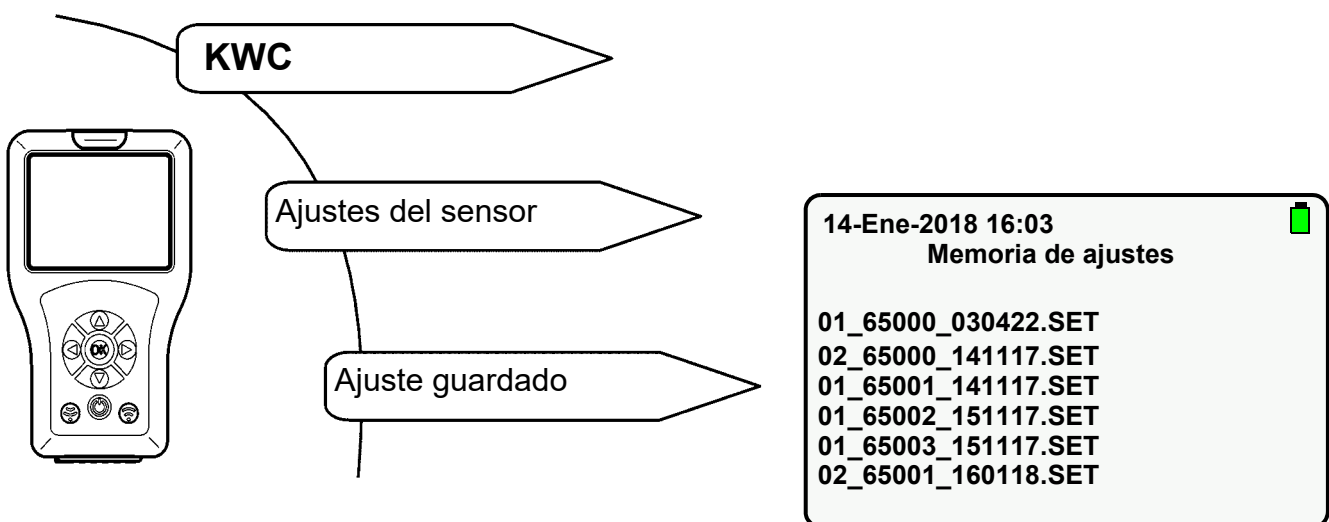 KWC
Ajustes del sensor
Ajuste guardado
OK
14-Ene-2018 16:03
Memoria de ajustes
01_65000_030422.SET
02_65000_141117.SET
01_65001_141117.SET
01_65002_151117.SET
01_65003_151117.SET
02_65001_160118.SET